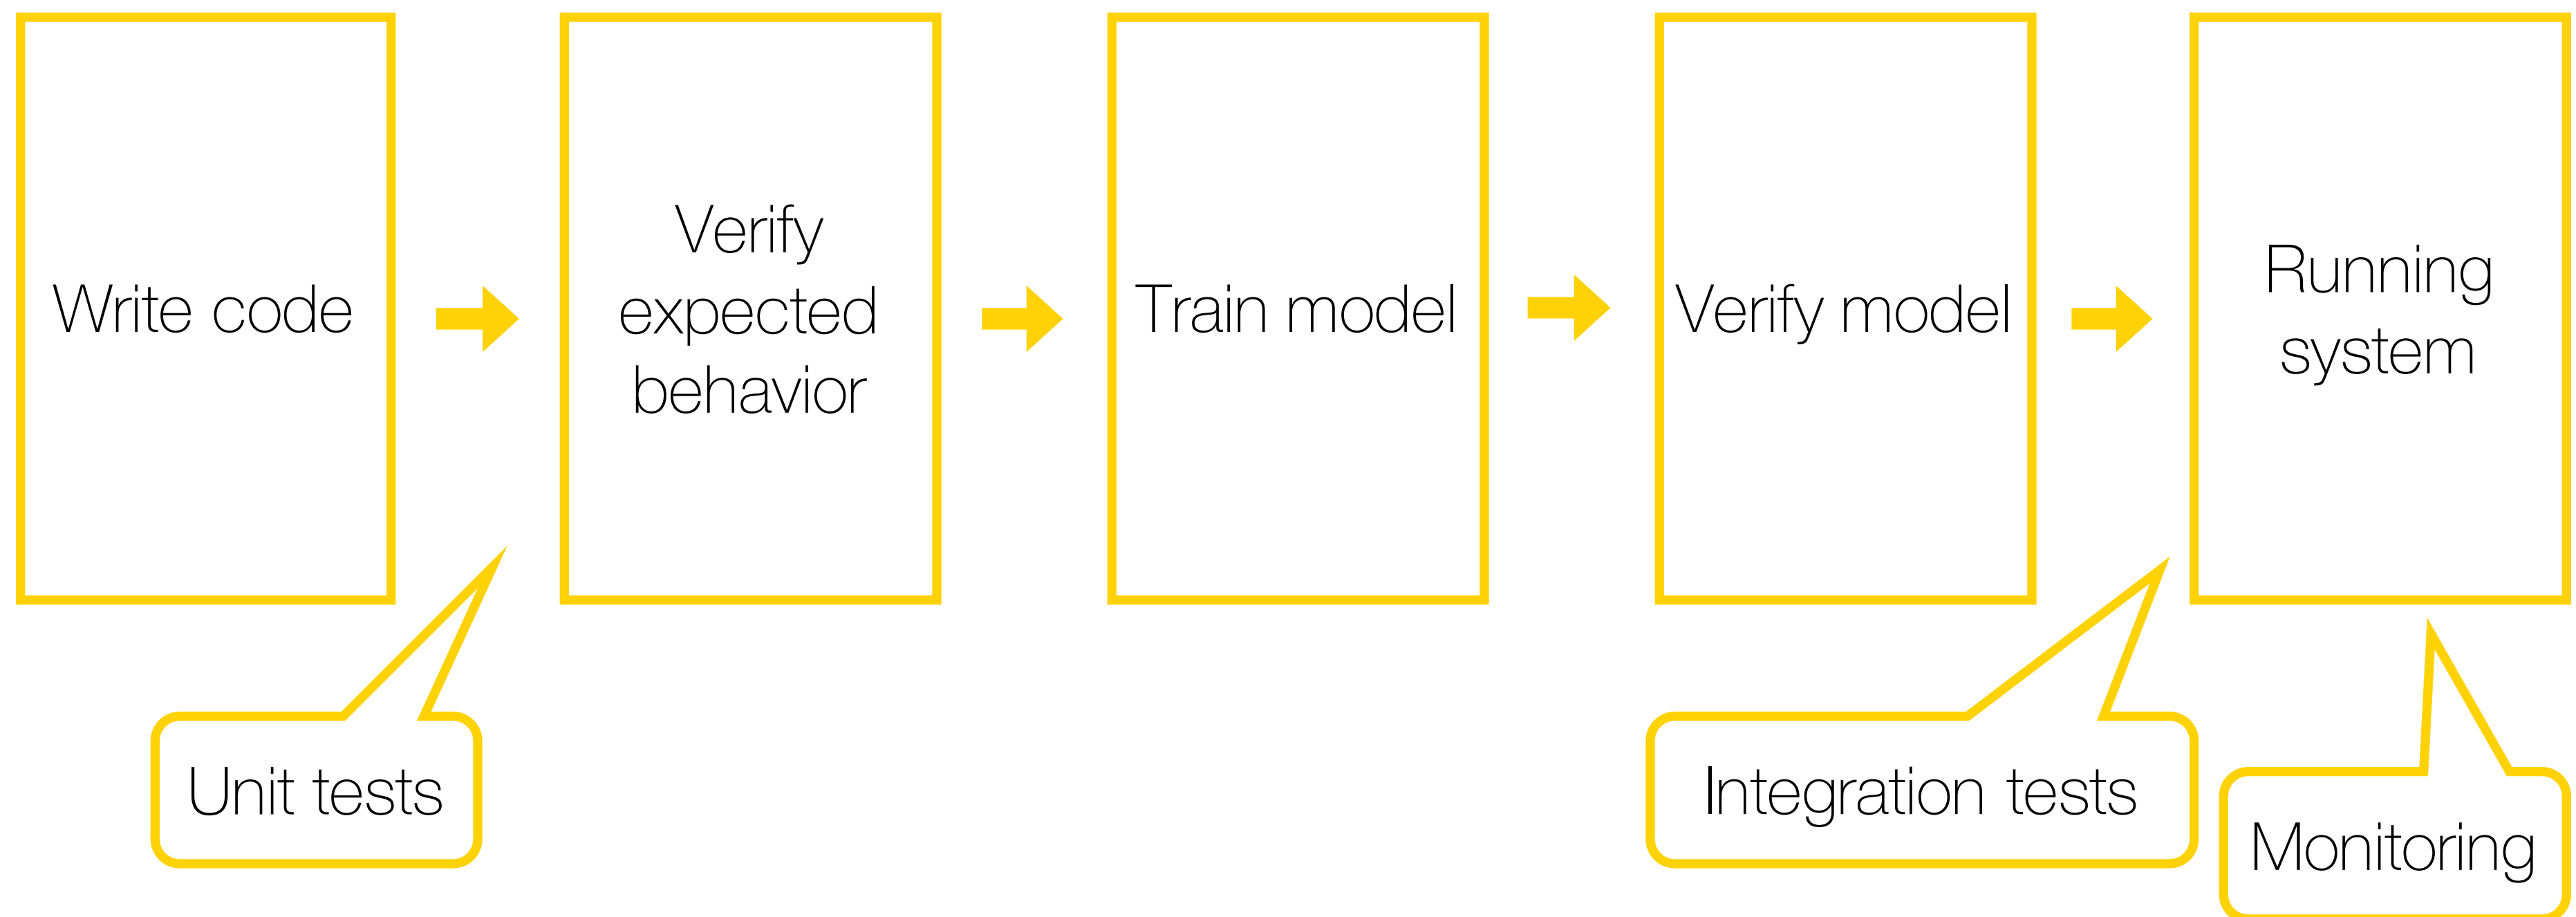 Write code
Verify
expected
behavior
Train model
Verify model
Running
system
Unit tests
Integration tests
Monitoring